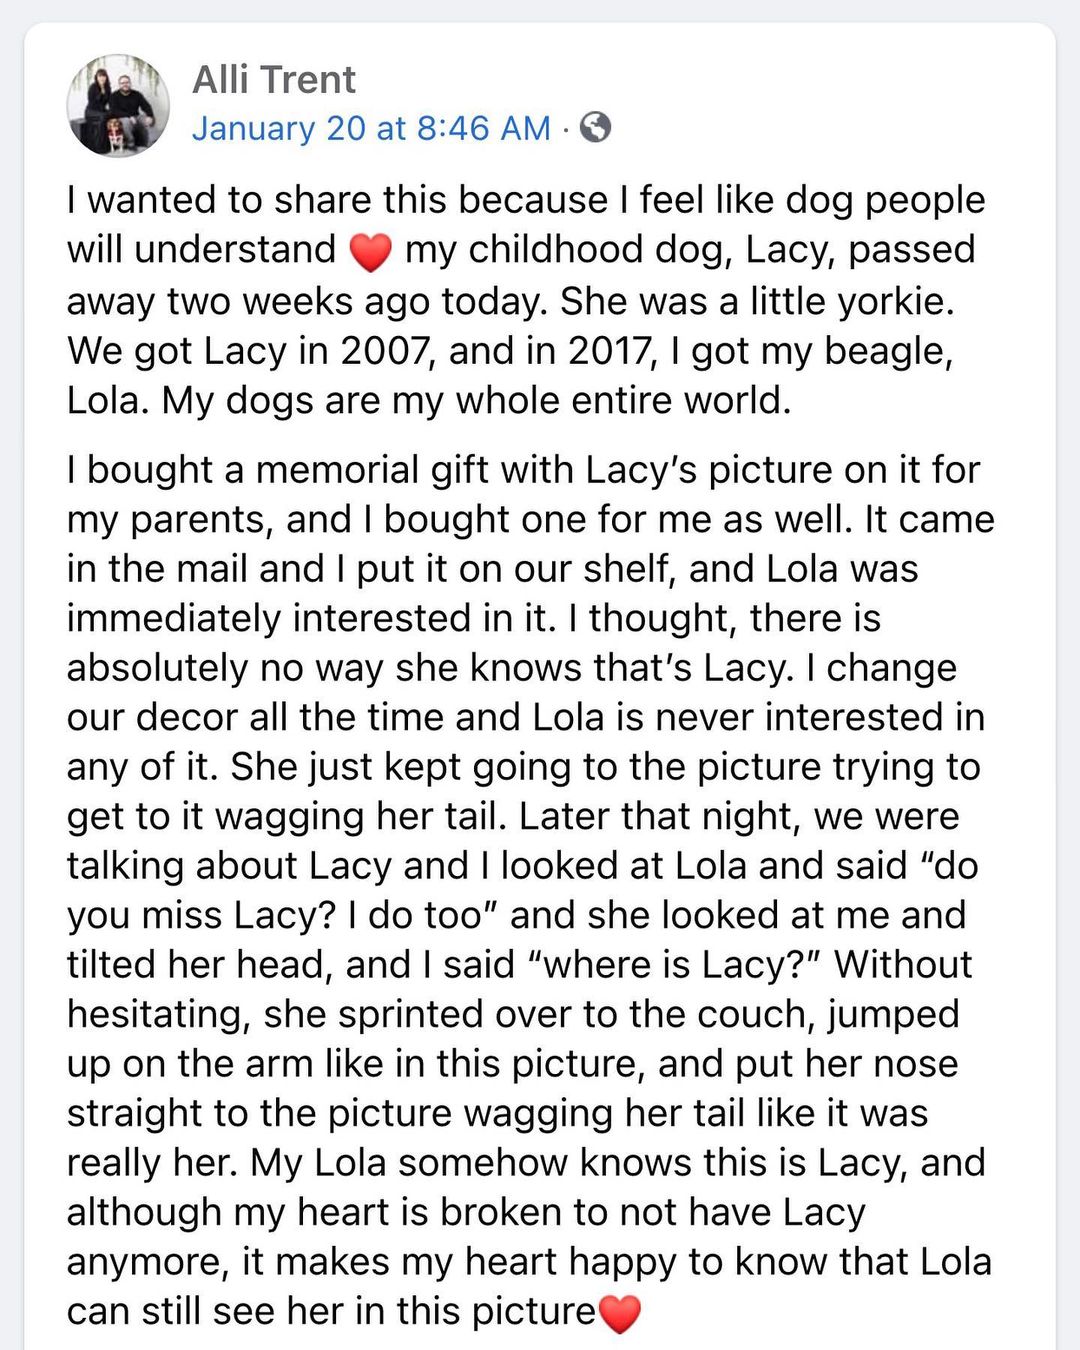 Alli Trent
January 20 at 8:46 AM ·
I wanted to share this because I feel like dog people
will understand ❤️ my childhood dog, Lacy, passed
away two weeks ago today. She was a little yorkie.
We got Lacy in 2007, and in 2017, I got my beagle,
Lola. My dogs are my whole entire world.
I bought a memorial gift with Lacy’s picture on it for
my parents, and I bought one for me as well. It came
in the mail and I put it on our shelf, and Lola was
immediately interested in it. I thought, there is
absolutely no way she knows that’s Lacy. I change
our decor all the time and Lola is never interested in
any of it. She just kept going to the picture trying to
get to it wagging her tail. Later that night, we were
talking about Lacy and I looked at Lola and said “do
you miss Lacy? I do too” and she looked at me and
tilted her head, and I said “where is Lacy?” Without
hesitating, she sprinted over to the couch, jumped
up on the arm like in this picture, and put her nose
straight to the picture wagging her tail like it was
really her. My Lola somehow knows this is Lacy, and
although my heart is broken to not have Lacy
anymore, it makes my heart happy to know that Lola
can still see her in this picture❤️